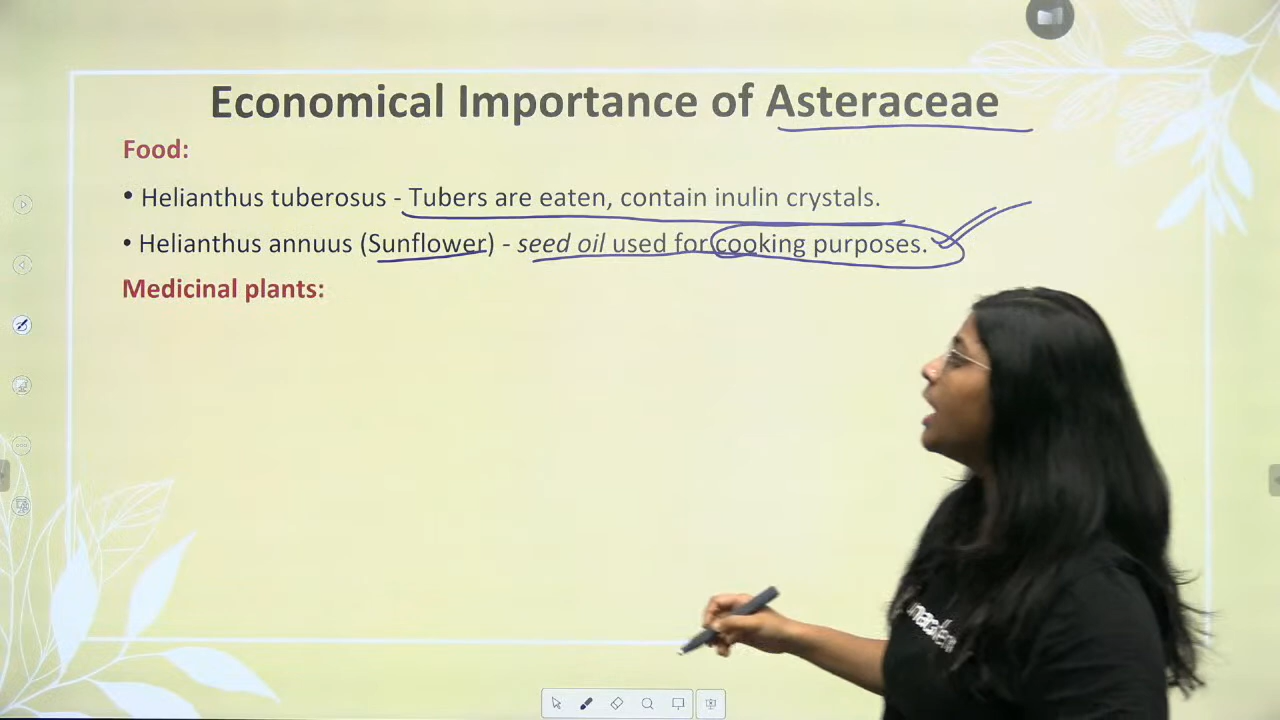 Economical Importance of Asteraceae
Food:
• Helianthus tuberosus - Tubers are eaten, contain inulin crystals.
• Helianthus annuus (Sunflower) - seed oil used for cooking purposes.
Medicinal plants: